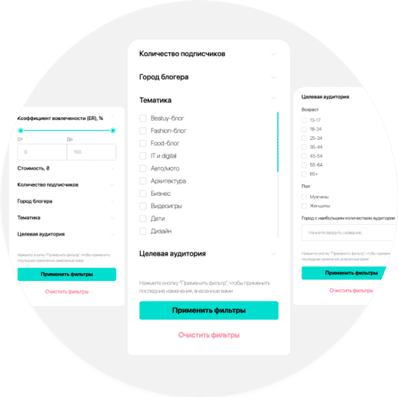 Коэффициент вовлечености (ER), %
От
До
0
100
Стоимость, ₽
Количество подписчиков
Город блогера
Тематика
Целевая аудитория
Нажмите кнопку "Применить фильтр", чтобы применить
последние изменения, внесенные вами
Применить фильтры
Очистить фильтры
Количество подписчиков
Город блогера
Тематика
Beatuy-блог
Fashion-блог
Food-блог
IT и digital
Авто/мото
Архитектура
Бизнес
Видеоигры
Дети
Дизайн
Целевая аудитория
Нажмите кнопку "Применить фильтр", чтобы применить
последние изменения, внесенные вами
Применить фильтры
Очистить фильтры
Целевая аудитория
Возраст
13-17
18-24
25-34
35-44
45-54
55-64
65+
Пол
Мужчины
Женщины
Город с наибольшим количеством аудитории
Начните вводить название
Нажмите кнопку "Применить фильтр", чтобы применить
последние изменения, внесенные вами
Применить фильтры
Очистить фильтры